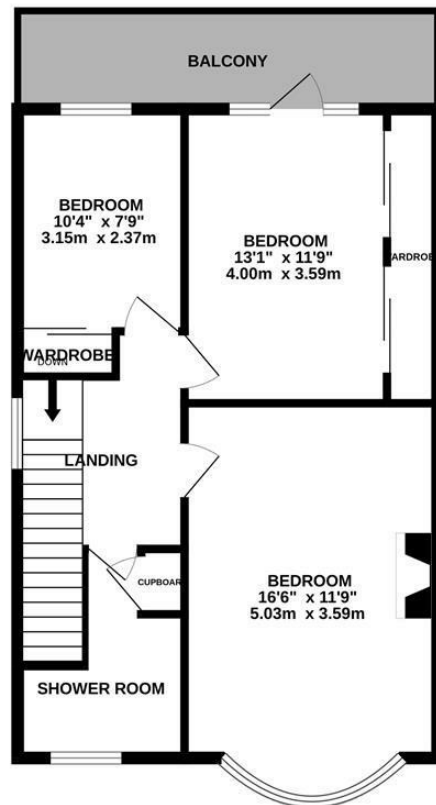 BALCONY
BEDROOM
10'4" x 7'9"
3.15m x 2.37m
BEDROOM
13'1" x 11'9"
4.00m x 3.59m
ARDROBE
WARDROBE
DOWN
LANDING
CUPBOAR
BEDROOM
16'6" x 11'9"
5.03m x 3.59m
SHOWER ROOM